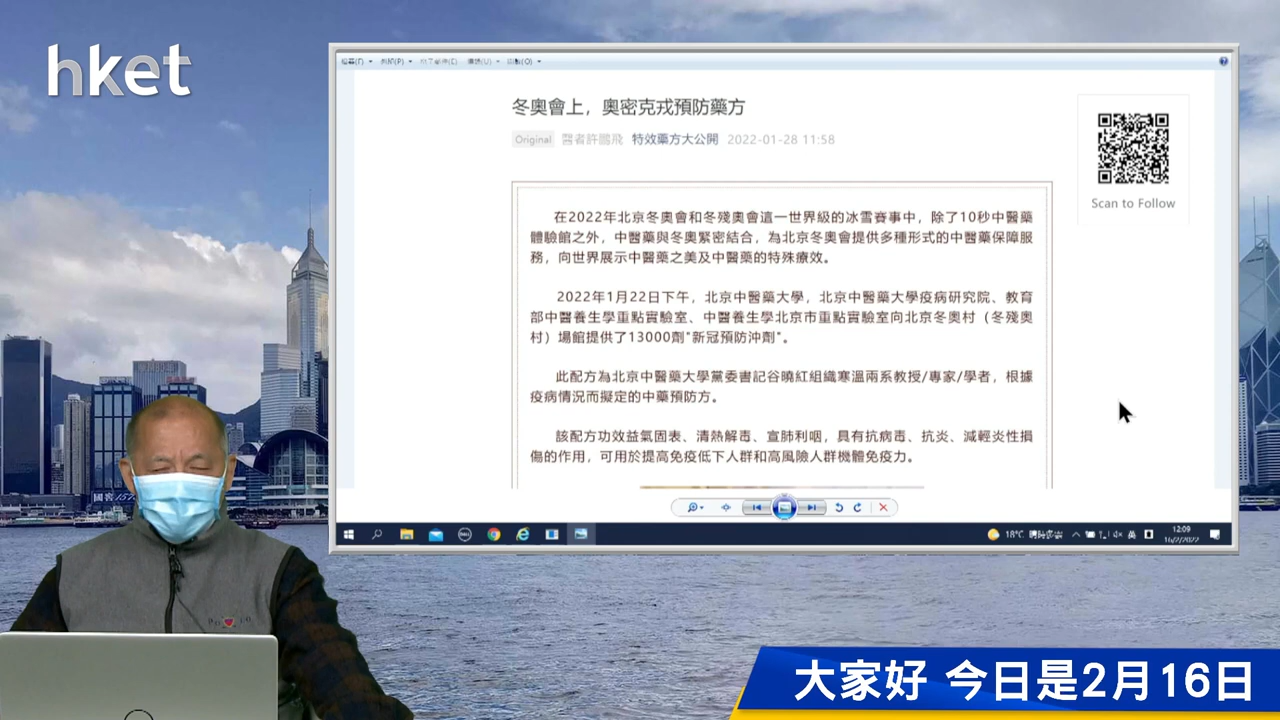 hket
冬奧會上，奧密克戎預防藥方
Original 醫者許鵬飛 特效藥方大公開 2022-01-28 11:58
Scan to Follow
在2022年北京冬奧會和冬殘奧會這一世界級的冰雪賽事中，除了10秒中醫藥
體驗館之外，中醫藥與冬奧緊密結合，為北京冬奧會提供多種形式的中醫藥保障服
務，向世界展示中醫藥之美及中醫藥的特殊療效。
2022年1月22日下午，北京中醫藥大學，北京中醫藥大學疫病研究院、教育
部中醫養生學重點實驗室、中醫養生學北京市重點實驗室向北京冬奧村（冬殘奧
村）場館提供了13000劑"新冠預防沖劑"。
此配方為北京中醫藥大學黨委書記谷曉紅組織寒溫兩系教授/專家/學者，根據
疫病情況而擬定的中藥預防方。
該配方功效益氣固表、清熱解毒、宣肺利咽，具有抗病毒、抗炎、減輕炎性損
傷的作用，可用於提高免疫低下人群和高風險人群機體免疫力。
18°C
英
12:09
16/2/2022
大家好 今日是2月16日